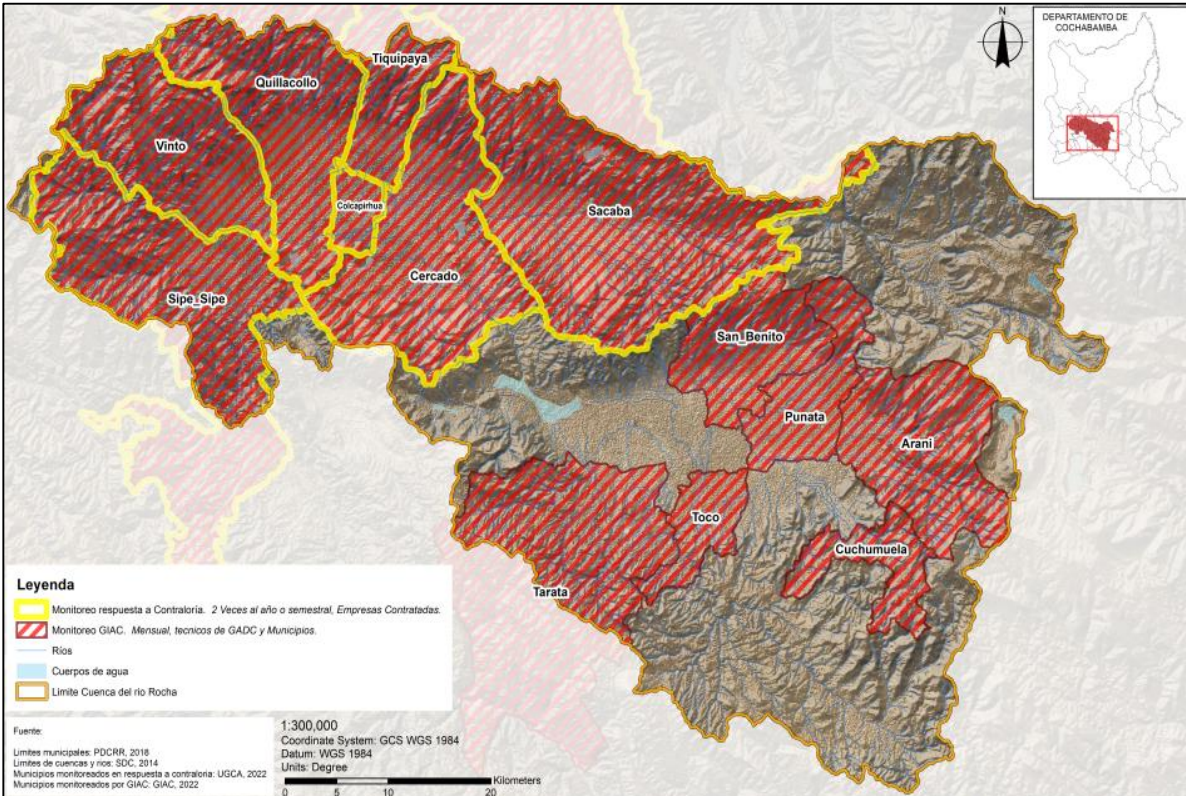 N
DEPARTAMENTO DE
COCHABAMBA
Tiquipaya
Quillacollo
Vinto
Colcapirhua
Sacaba
Cercado
Sipe_Sipe
San_Benito
Punata
Arani
Toco
Cuchumuela
Tarata
Leyenda
Monitoreo respuesta a Contraloría. 2 Veces al año o semestral, Empresas Contratadas.
Monitoreo GIAC. Mensual, tecnicos de GADC y Municipios.
Ríos
Cuerpos de agua
Limite Cuenca del rio Rocha
Fuente:
Limites municipales: PDCRR, 2018
Limites de cuencas y rios: SDC, 2014
Municipios monitoreados en respuesta a contraloria: UGCA, 2022
Municipios monitoreados por GIAC: GIAC, 2022
1:300,000
Coordinate System: GCS WGS 1984
Datum: WGS 1984
Units: Degree
Kilometers
0 5 10 20